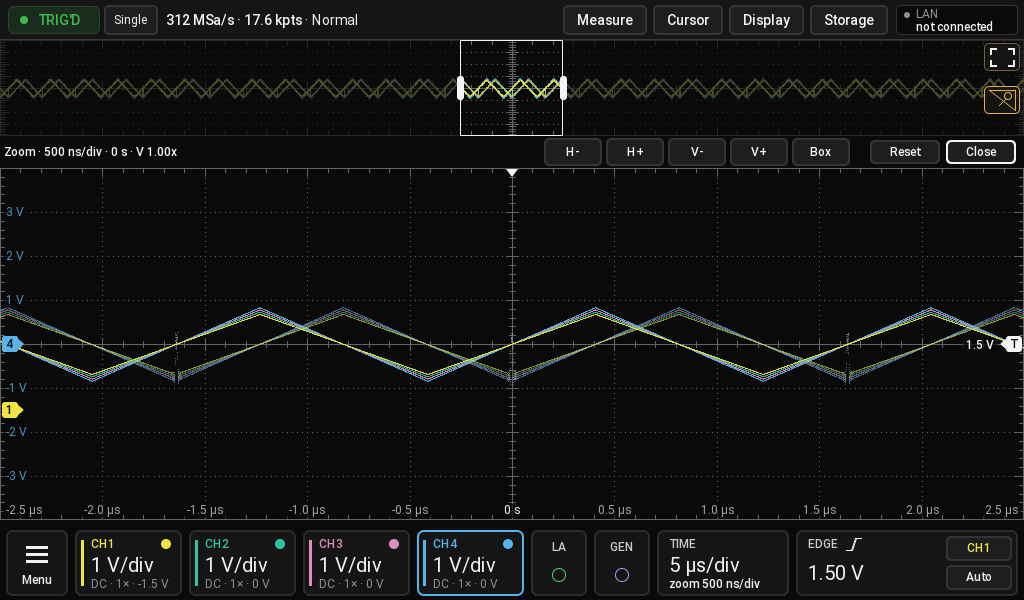 TRIG'D Single 312 MSa/s · 17.6 kpts · Normal Measure Cursor Display Storage LAN
not connected
Zoom · 500 ns/div · 0 s · V 1.00x H- H+ V- V+ Box Reset Close
3 V
2 V
1 V
4 1.5 V T
-1 V
1
-2 V
-3 V
-2.5 µs -2.0 µs -1.5 µs -1.0 µs -0.5 µs 0 s 0.5 µs 1.0 µs 1.5 µs 2.0 µs 2.5 µs
Menu
CH1
1 V/div
DC · 1× · -1.5 V
CH2
1 V/div
DC · 1× · 0 V
CH3
1 V/div
DC · 1× · 0 V
CH4
1 V/div
DC · 1× · 0 V
LA
GEN
TIME
5 µs/div
zoom 500 ns/div
EDGE
1.50 V
CH1
Auto